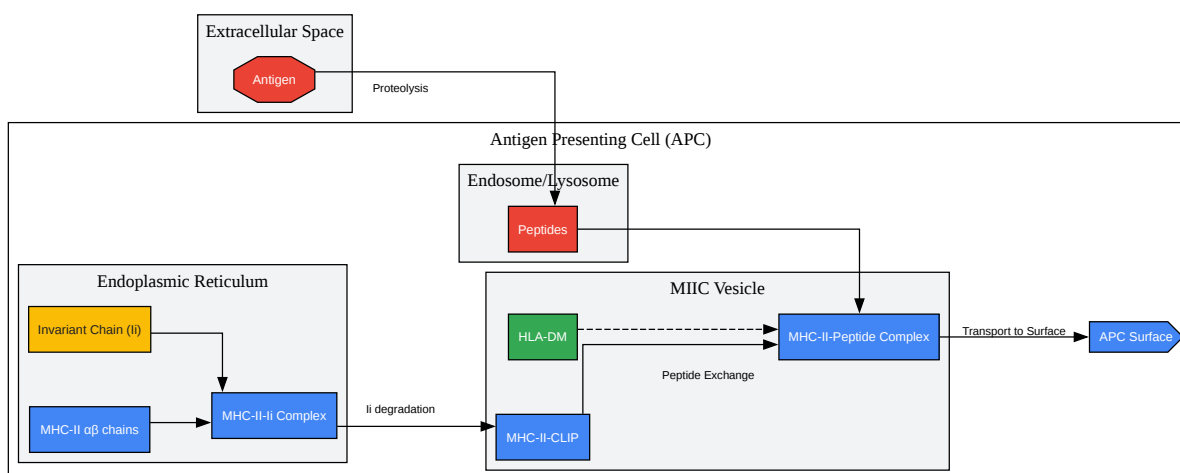 Extracellular Space
Antigen
Proteolysis
Antigen Presenting Cell (APC)
Endosome/Lysosome
Peptides
Endoplasmic Reticulum
Invariant Chain (Ii)
MHC-II αβ chains
MHC-II-Ii Complex
Ii degradation
MIIC Vesicle
HLA-DM
MHC-II-CLIP
Peptide Exchange
MHC-II-Peptide Complex
Transport to Surface
APC Surface